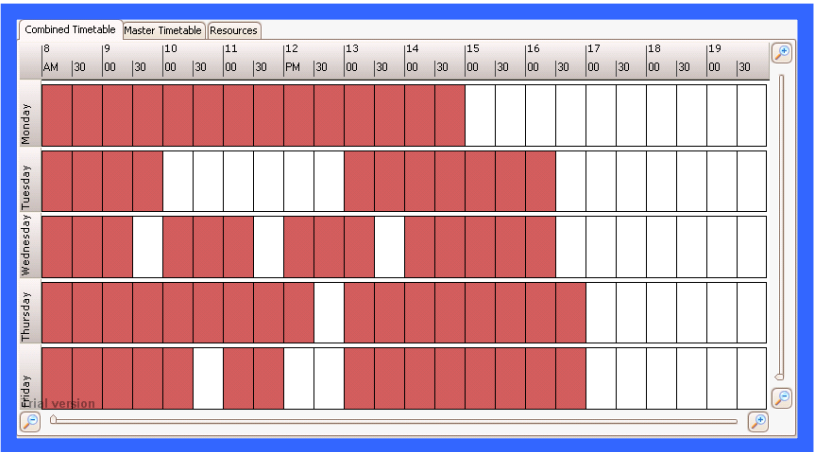 Combined Timetable Master Timetable Resources
8 9 10 11 12 13 14 15 16 17 18 19
AM 30 00 30 00 30 00 30 PM 30 00 30 00 30 00 30 00 30 00 30 00 30 00 30
Monday
Tuesday
Wednesday
Thursday
Friday
Trial version